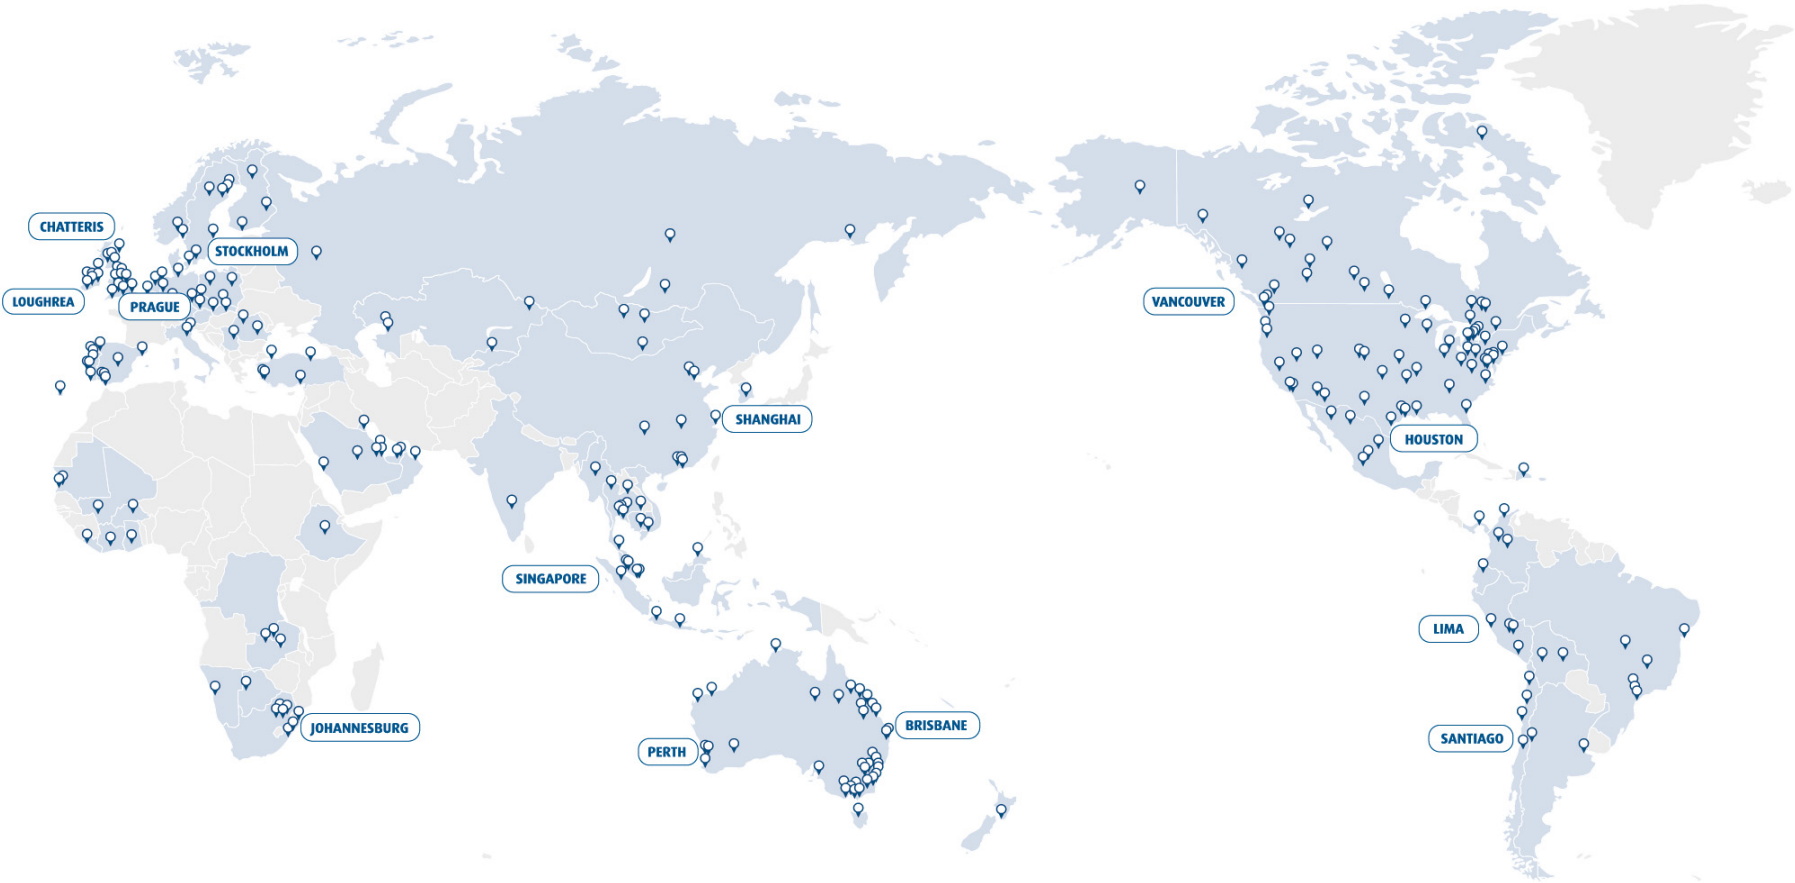 CHATTERIS
STOCKHOLM
LOUGHREA
PRAGUE
VANCOUVER
SHANGHAI
HOUSTON
SINGAPORE
LIMA
JOHANNESBURG
BRISBANE
PERTH
SANTIAGO